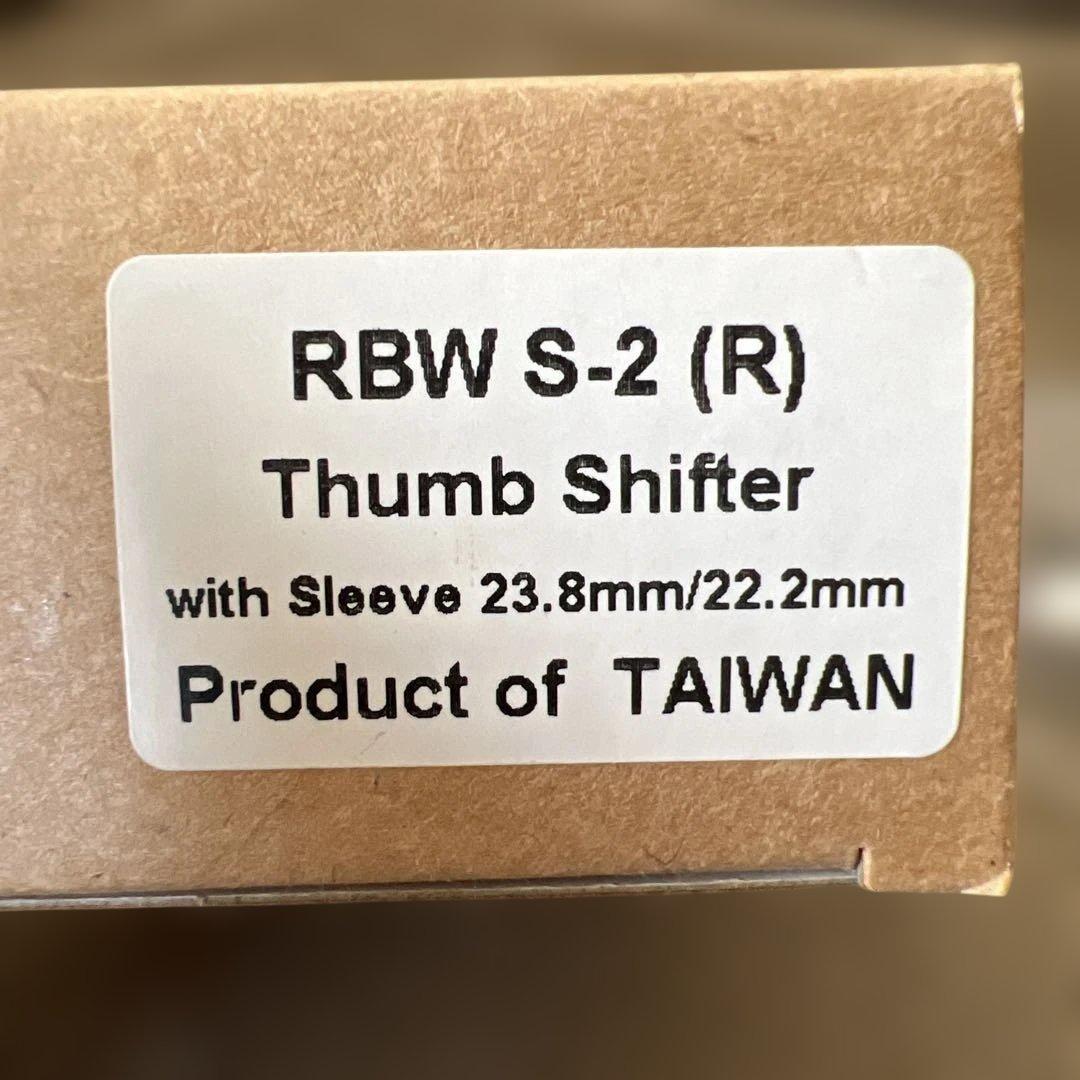 RBW S-2 (R)
Thumb Shifter
with Sleeve 23.8mm/22.2mm
Product of TAIWAN